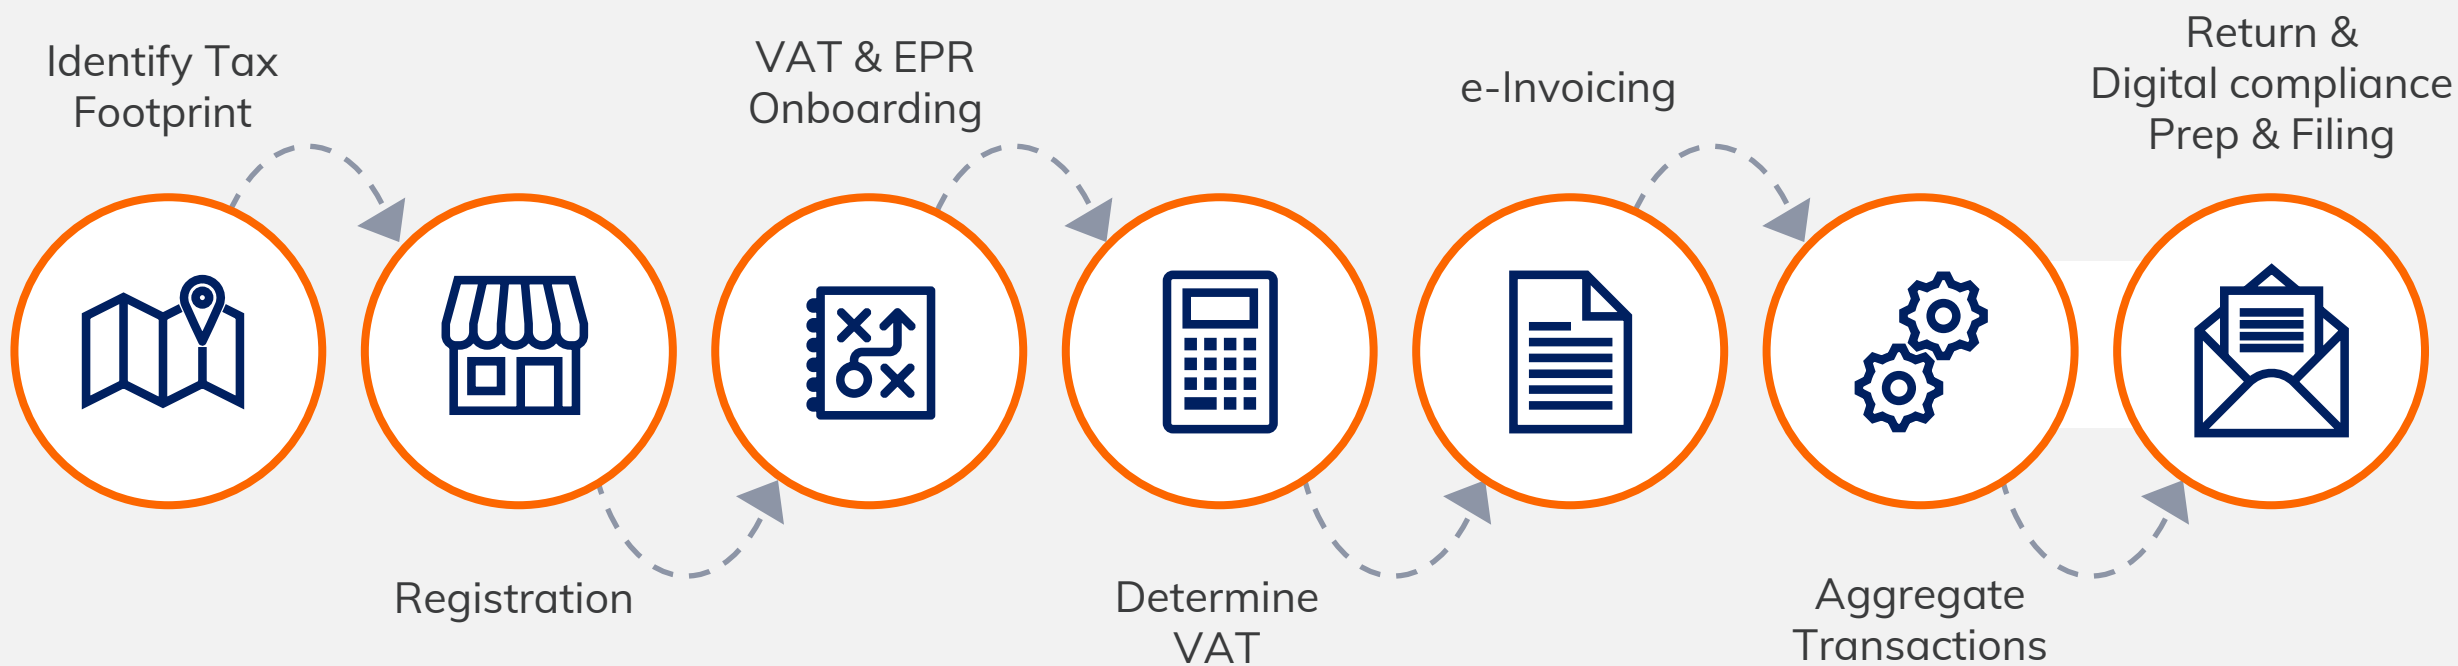 Identify Tax
Footprint
Registration
VAT & EPR
Onboarding
Determine
VAT
e-Invoicing
Aggregate
Transactions
Return &
Digital compliance
Prep & Filing